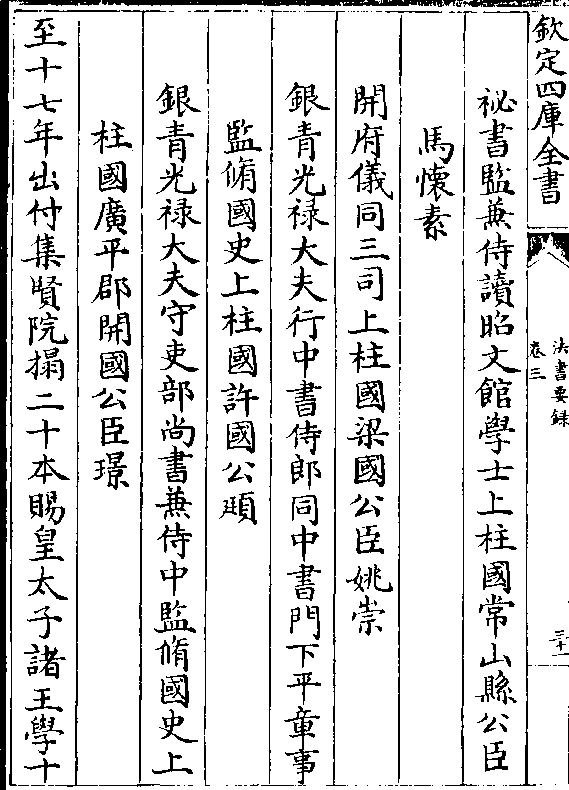 欽定四庫全書
法書要録
卷三
三十一
祕書監兼侍讀昭文館學士上柱國常山縣公臣
馬懷素
開府儀同三司上柱國梁國公臣姚崇
銀青光禄大夫行中書侍郎同中書門下平章事
監脩國史上柱國許國公頲
銀青光禄大夫守吏部尚書兼侍中監脩國史上
柱國廣平郡開國公臣璟
至十七年出付集賢院搨二十本賜皇太子諸王學十